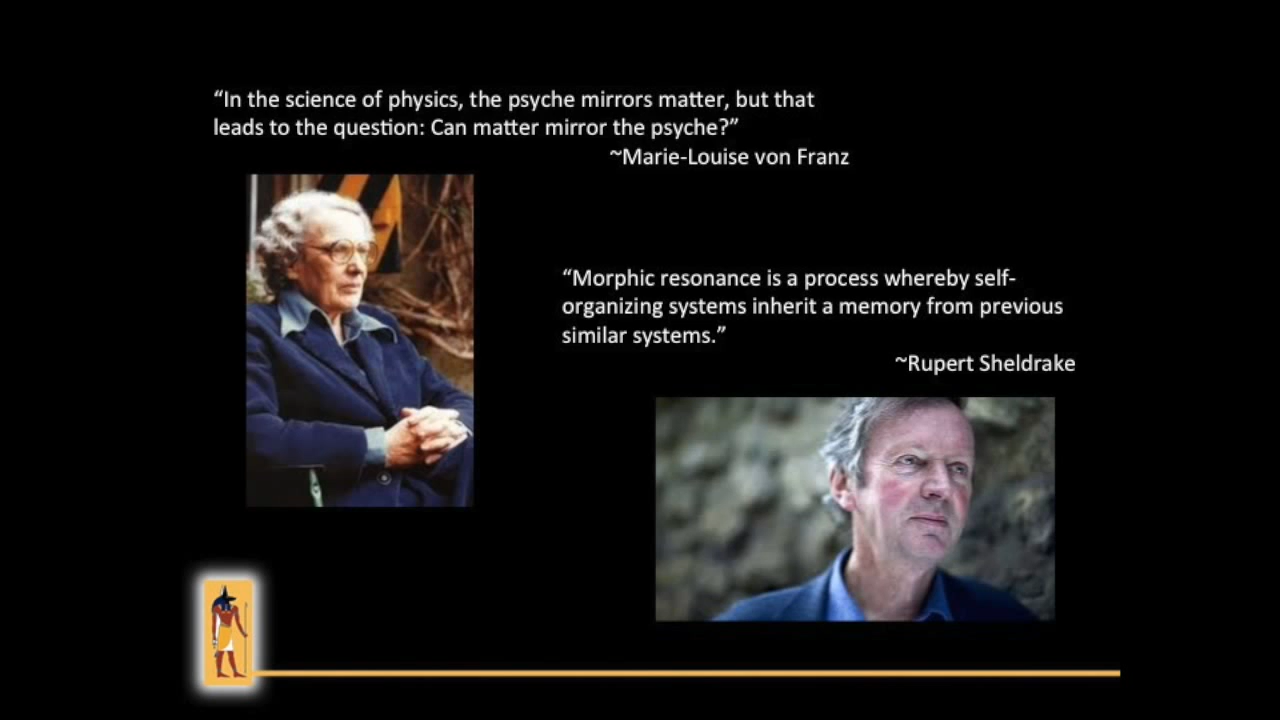 “In the science of physics, the psyche mirrors matter, but that
leads to the question: Can matter mirror the psyche?”
~Marie-Louise von Franz
“Morphic resonance is a process whereby self-
organizing systems inherit a memory from previous
similar systems.”
~Rupert Sheldrake